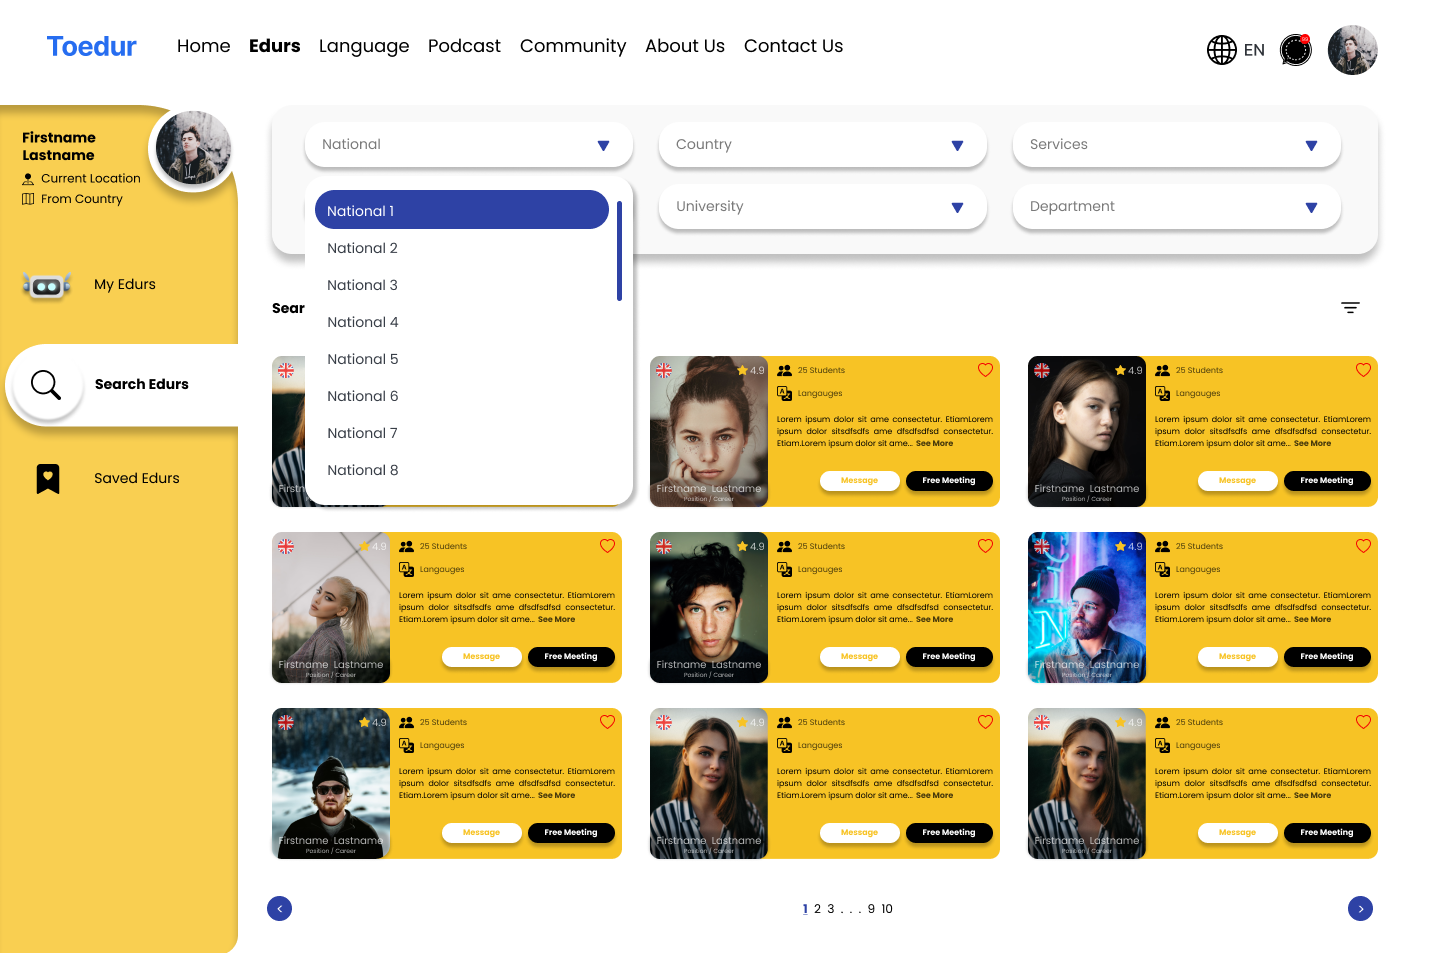 Toedur
Home Edurs Language Podcast Community About Us Contact Us
EN
Firstname
Lastname
Current Location
From Country
My Edurs
Search Edurs
Saved Edurs
National
Country
Services
University
Department
National 1
National 2
National 3
National 4
National 5
National 6
National 7
National 8
Sear
Firstn
4.9
25 Students
Langauges
Lorem ipsum dolor sit ame consectetur. EtiamLorem
ipsum dolor sitsdfsdfs ame dfsdfsdfsd consectetur.
Etiam.Lorem ipsum dolor sit ame... See More
Message
Free Meeting
Firstname Lastname
Position / Career
4.9
25 Students
Langauges
Lorem ipsum dolor sit ame consectetur. EtiamLorem
ipsum dolor sitsdfsdfs ame dfsdfsdfsd consectetur.
Etiam.Lorem ipsum dolor sit ame... See More
Message
Free Meeting
Firstname Lastname
Position / Career
4.9
25 Students
Langauges
Lorem ipsum dolor sit ame consectetur. EtiamLorem
ipsum dolor sitsdfsdfs ame dfsdfsdfsd consectetur.
Etiam.Lorem ipsum dolor sit ame... See More
Message
Free Meeting
Firstname Lastname
Position / Career
4.9
25 Students
Langauges
Lorem ipsum dolor sit ame consectetur. EtiamLorem
ipsum dolor sitsdfsdfs ame dfsdfsdfsd consectetur.
Etiam.Lorem ipsum dolor sit ame... See More
Message
Free Meeting
Firstname Lastname
Position / Career
4.9
25 Students
Langauges
Lorem ipsum dolor sit ame consectetur. EtiamLorem
ipsum dolor sitsdfsdfs ame dfsdfsdfsd consectetur.
Etiam.Lorem ipsum dolor sit ame... See More
Message
Free Meeting
Firstname Lastname
Position / Career
4.9
25 Students
Langauges
Lorem ipsum dolor sit ame consectetur. EtiamLorem
ipsum dolor sitsdfsdfs ame dfsdfsdfsd consectetur.
Etiam.Lorem ipsum dolor sit ame... See More
Message
Free Meeting
Firstname Lastname
Position / Career
4.9
25 Students
Langauges
Lorem ipsum dolor sit ame consectetur. EtiamLorem
ipsum dolor sitsdfsdfs ame dfsdfsdfsd consectetur.
Etiam.Lorem ipsum dolor sit ame... See More
Message
Free Meeting
Firstname Lastname
Position / Career
4.9
25 Students
Langauges
Lorem ipsum dolor sit ame consectetur. EtiamLorem
ipsum dolor sitsdfsdfs ame dfsdfsdfsd consectetur.
Etiam.Lorem ipsum dolor sit ame... See More
Message
Free Meeting
Firstname Lastname
Position / Career
< 1 2 3 . . . 9 10 >